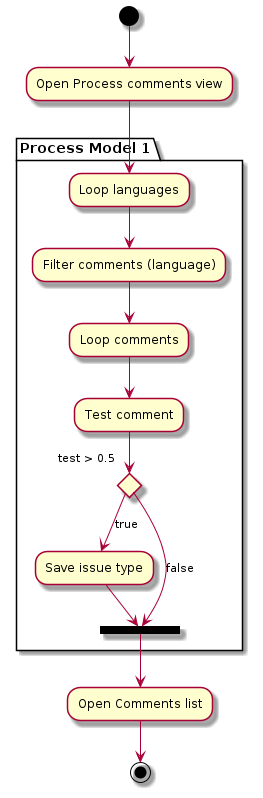 Open Process comments view
Process Model 1
Loop languages
Filter comments (language)
Loop comments
Test comment
test > 0.5
true
Save issue type
false
Open Comments list